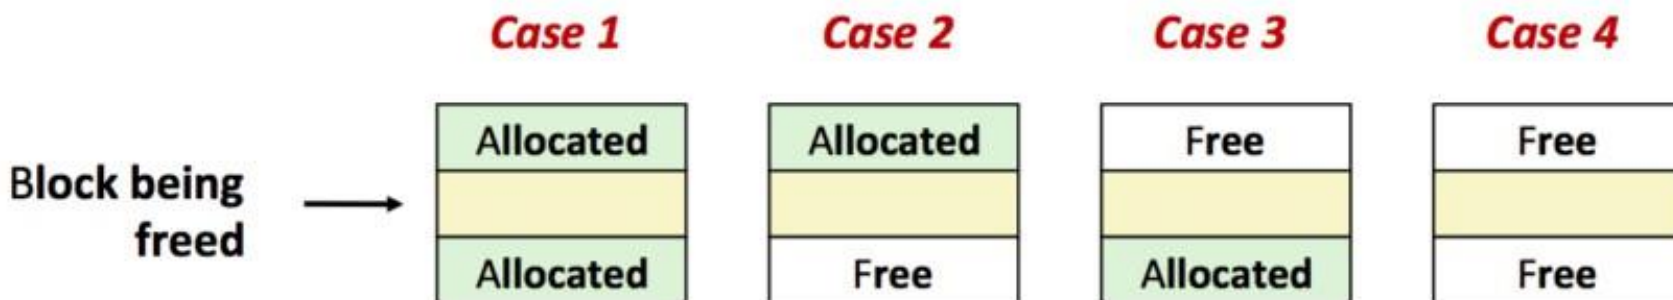 Case 1 Case 2 Case 3 Case 4
Allocated Allocated Free Free
Block being
freed
Allocated Free Allocated Free